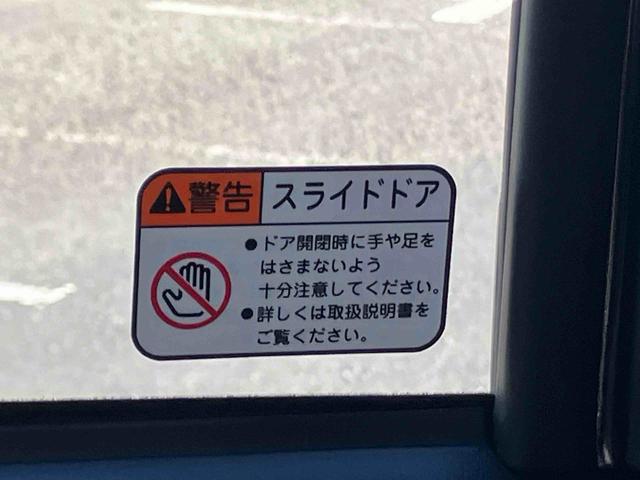 警告 スライドドア
●ドア開閉時に手や足を
はさまないよう
十分注意してください。
●詳しくは取扱説明書を
ご覧ください。